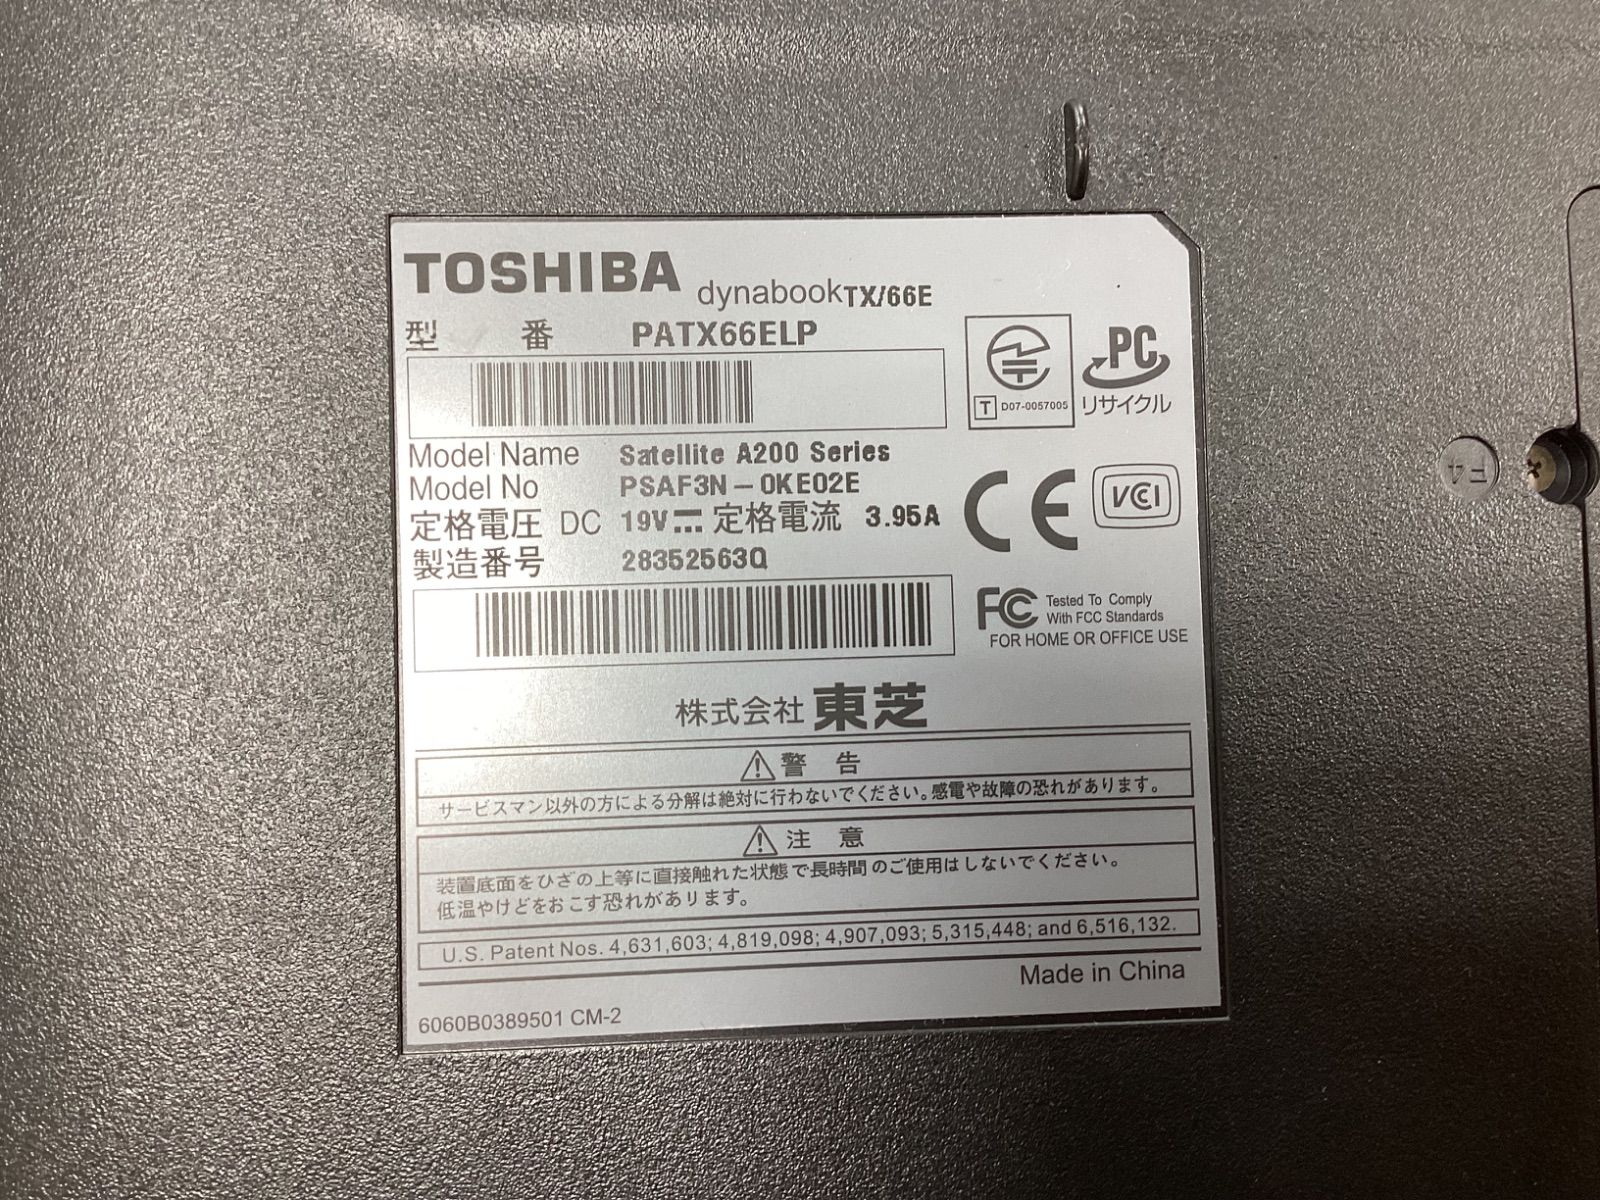 TOSHIBA dynabook TX/66E
型 番 PATX66ELP
T D07-0057005
PC
リサイクル
Model Name Satellite A200 Series
Model No PSAF3N-0KE02E
定格電圧 DC 19V 定格電流 3.95A
製造番号 28352563Q
CE
VCCI
F4
FC Tested To Comply
With FCC Standards
FOR HOME OR OFFICE USE
株式会社 東芝
警 告
サービスマン以外の方による分解は絶対に行わないでください。感電や故障の恐れがあります。
注 意
装置底面をひざの上等に直接触れた状態で長時間のご使用はしないでください。
低温やけどをおこす恐れがあります。
U.S. Patent Nos. 4,631,603; 4,819,098; 4,907,093; 5,315,448; and 6,516,132.
Made in China
6060B0389501 CM-2